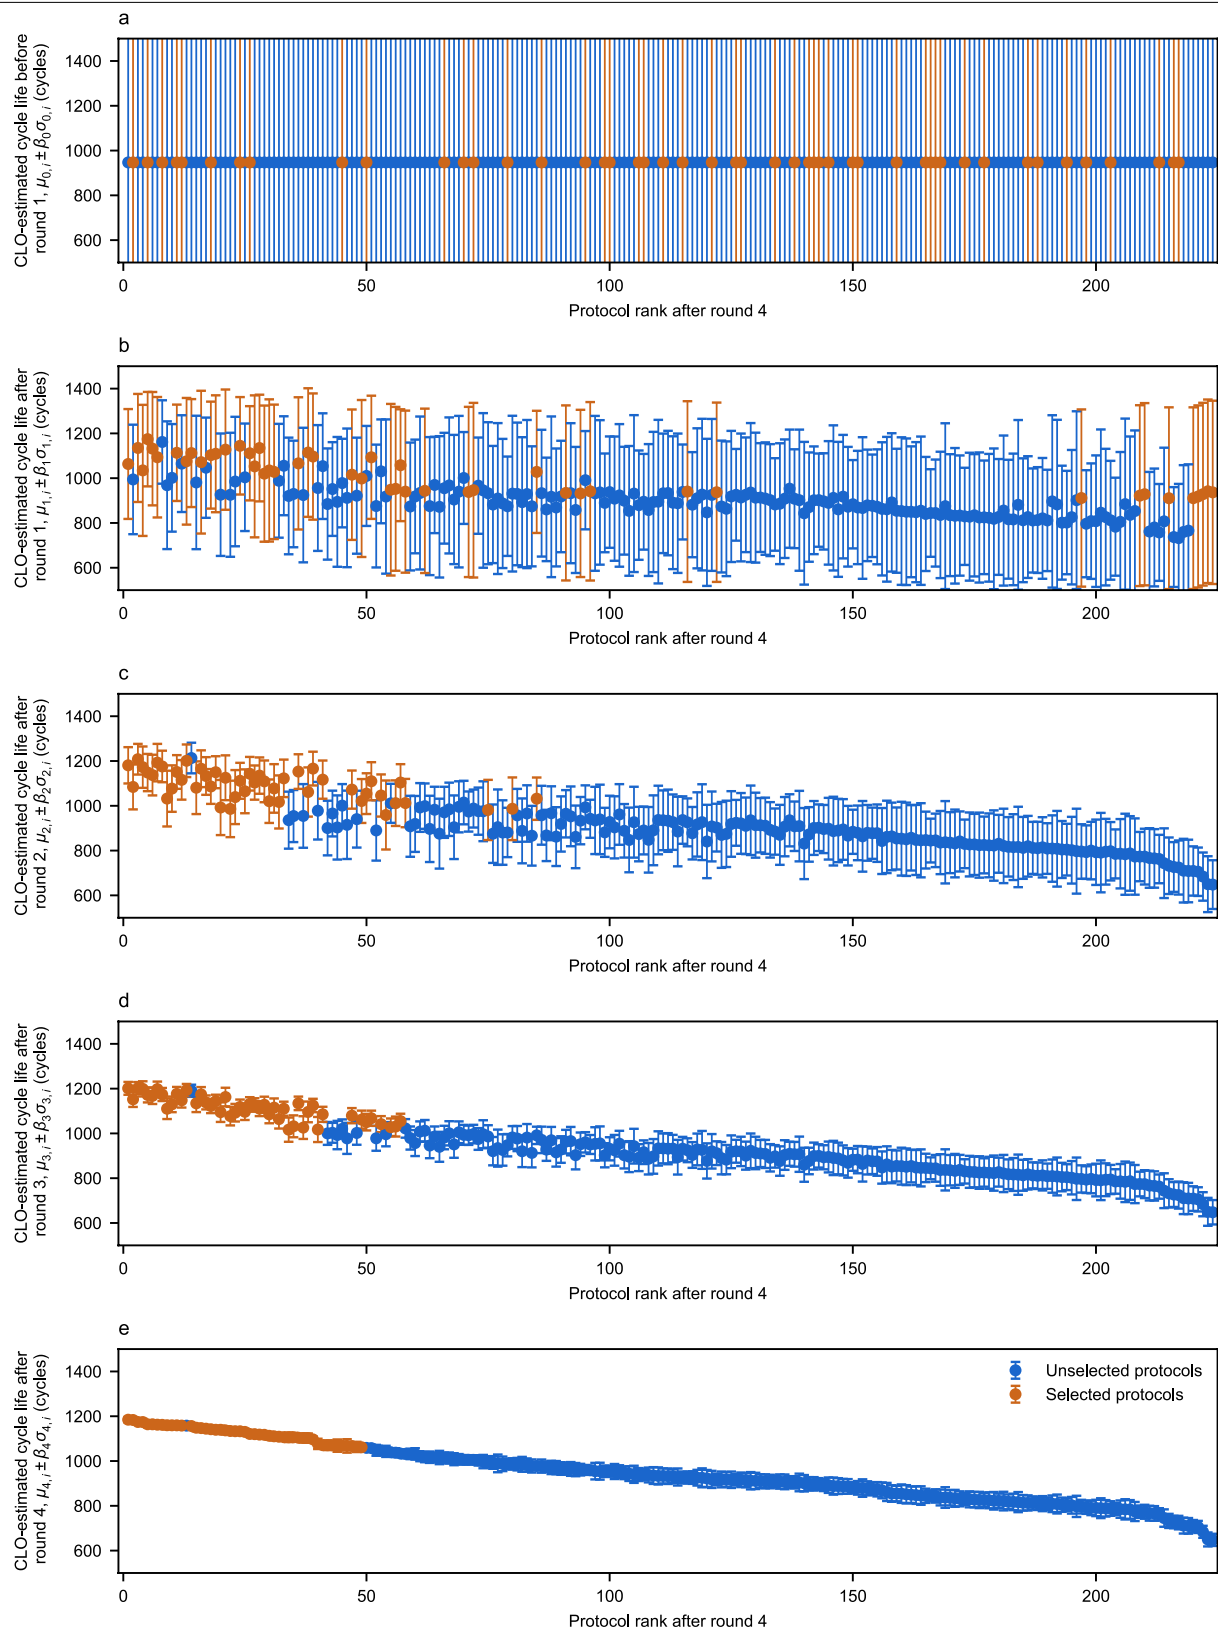 a
CLO-estimated cycle life before
round 1, μ0,i ± β0σ0,i (cycles)
1400
1200
1000
800
600
0 50 100 150 200
Protocol rank after round 4
b
CLO-estimated cycle life after
round 1, μ1,i ± β1σ1,i (cycles)
1400
1200
1000
800
600
0 50 100 150 200
Protocol rank after round 4
c
CLO-estimated cycle life after
round 2, μ2,i ± β2σ2,i (cycles)
1400
1200
1000
800
600
0 50 100 150 200
Protocol rank after round 4
d
CLO-estimated cycle life after
round 3, μ3,i ± β3σ3,i (cycles)
1400
1200
1000
800
600
0 50 100 150 200
Protocol rank after round 4
e
CLO-estimated cycle life after
round 4, μ4,i ± β4σ4,i (cycles)
1400
1200
1000
800
600
Unselected protocols
Selected protocols
0 50 100 150 200
Protocol rank after round 4